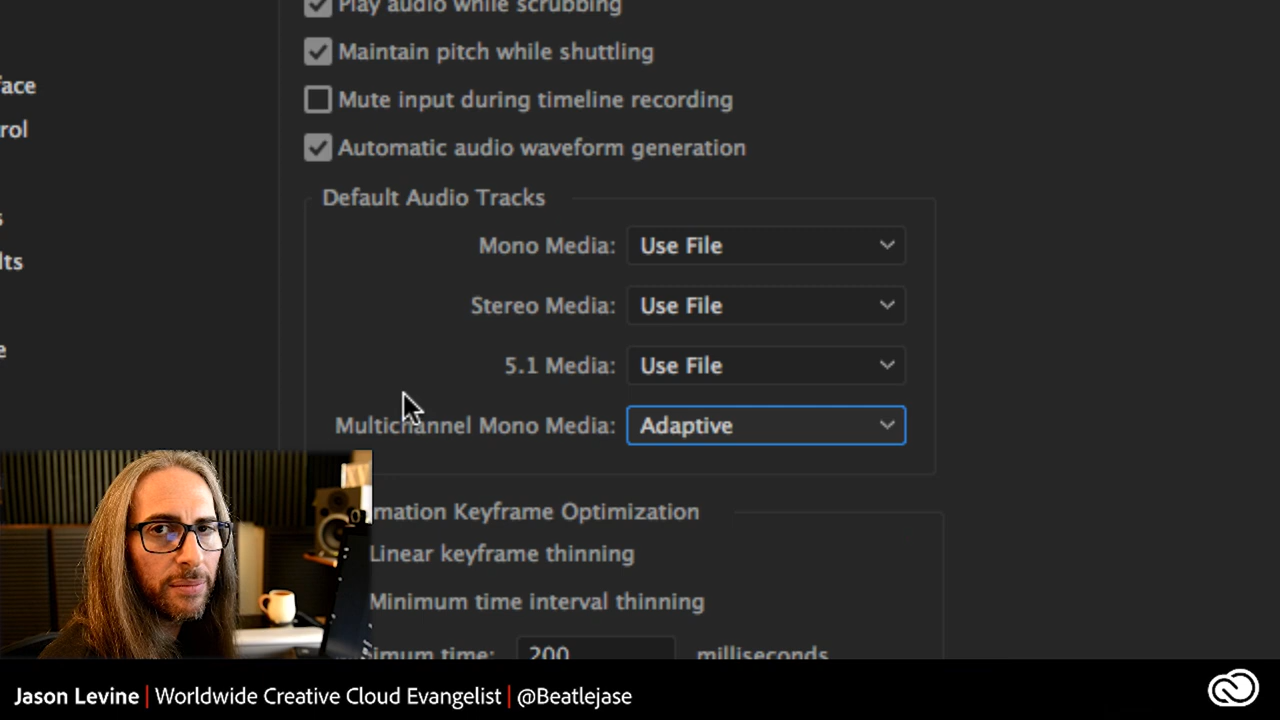 Play audio while scrubbing
face
Maintain pitch while shuttling
Mute input during timeline recording
rol
Automatic audio waveform generation
Default Audio Tracks
s
Mono Media: Use File
lts
Stereo Media: Use File
e
5.1 Media: Use File
Multichannel Mono Media: Adaptive
mation Keyframe Optimization
Linear keyframe thinning
Minimum time interval thinning
imum time: 200 milliseconds
Jason Levine | Worldwide Creative Cloud Evangelist | @Beatlejase